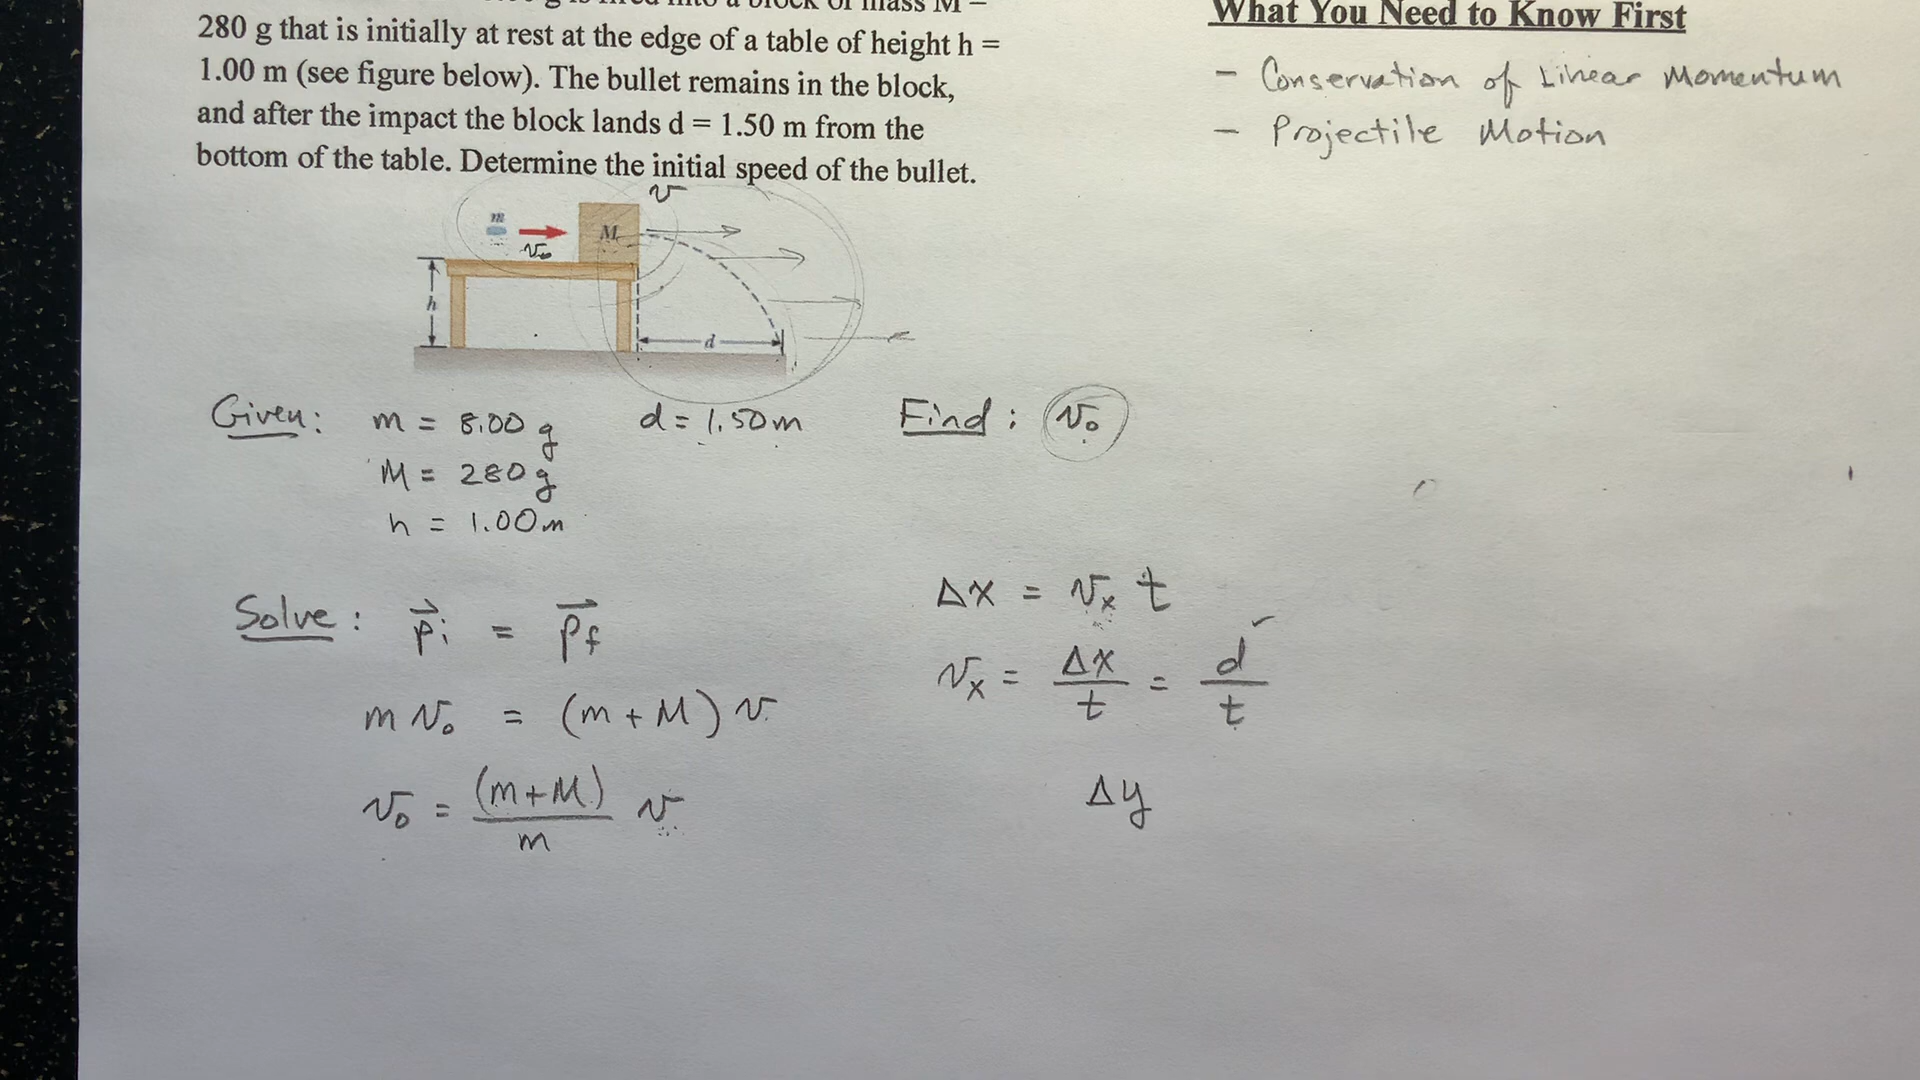 280 g that is initially at rest at the edge of a table of height h =
1.00 m (see figure below). The bullet remains in the block,
and after the impact the block lands d = 1.50 m from the
bottom of the table. Determine the initial speed of the bullet.
What You Need to Know First
- Conservation of Linear Momentum
- Projectile Motion
v
m
M
v₀
h
d
Given: m = 8.00 g d = 1.50 m Find: v₀
M = 280 g
h = 1.00 m
Solve: p⃗i = p⃗f
m v₀ = (m + M) v
v₀ = (m+M)/m v
Δx = vₓ t
vₓ = Δx/t = d/t
Δy